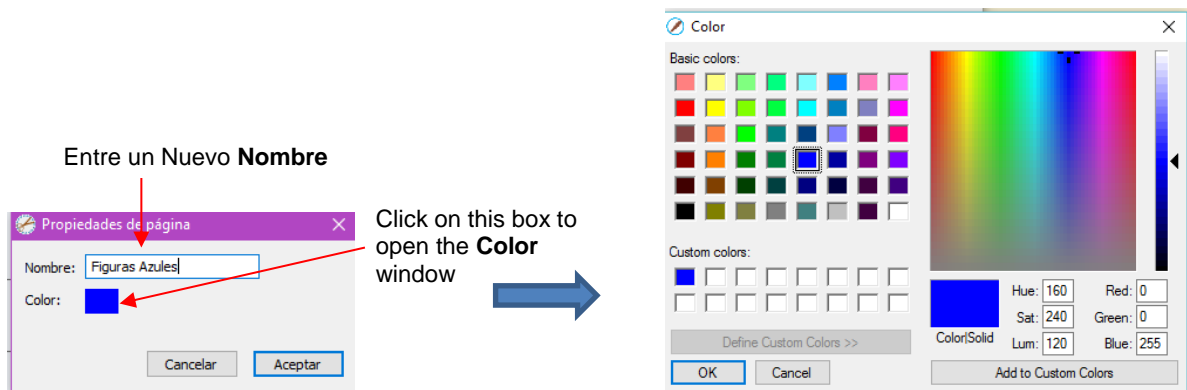 Entre un Nuevo Nombre
Propiedades de página
Nombre: Figuras Azules
Color:
Cancelar Aceptar
Click on this box to
open the Color
window
Color
Basic colors:
Custom colors:
Define Custom Colors >>
OK Cancel
Color|Solid
Hue: 160 Red: 0
Sat: 240 Green: 0
Lum: 120 Blue: 255
Add to Custom Colors